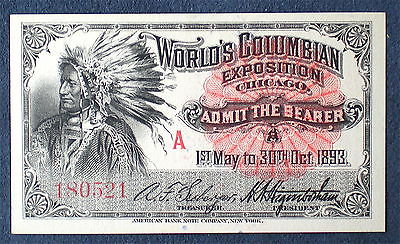 WORLD'S COLUMBIAN
EXPOSITION
CHICAGO.
ADMIT THE BEARER
A
A
1ST MAY to 30TH Oct. 1893.
180521
TREASURER.
PRESIDENT
AMERICAN BANK NOTE COMPANY, NEW YORK.